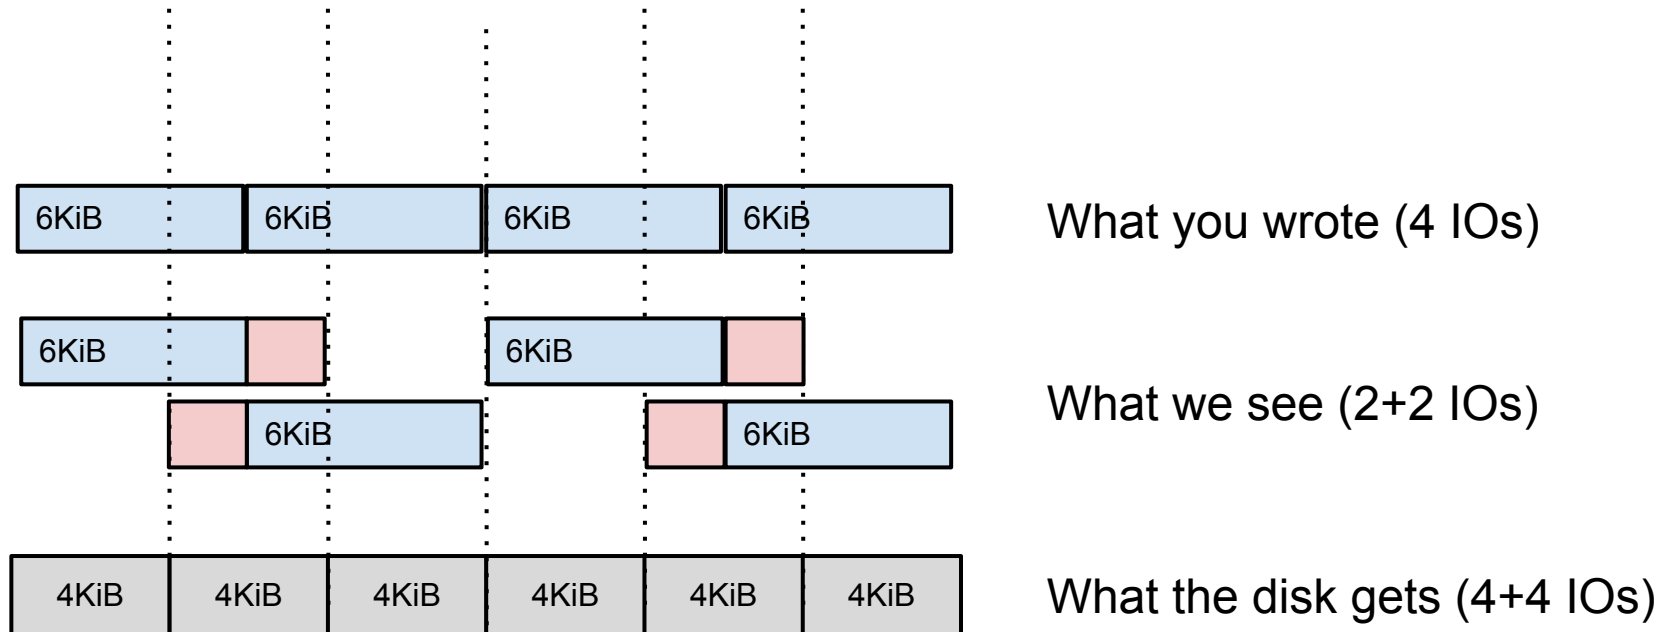 6KiB 6KiB 6KiB 6KiB What you wrote (4 IOs)
6KiB 6KiB
What we see (2+2 IOs)
6KiB 6KiB
4KiB 4KiB 4KiB 4KiB 4KiB 4KiB What the disk gets (4+4 IOs)